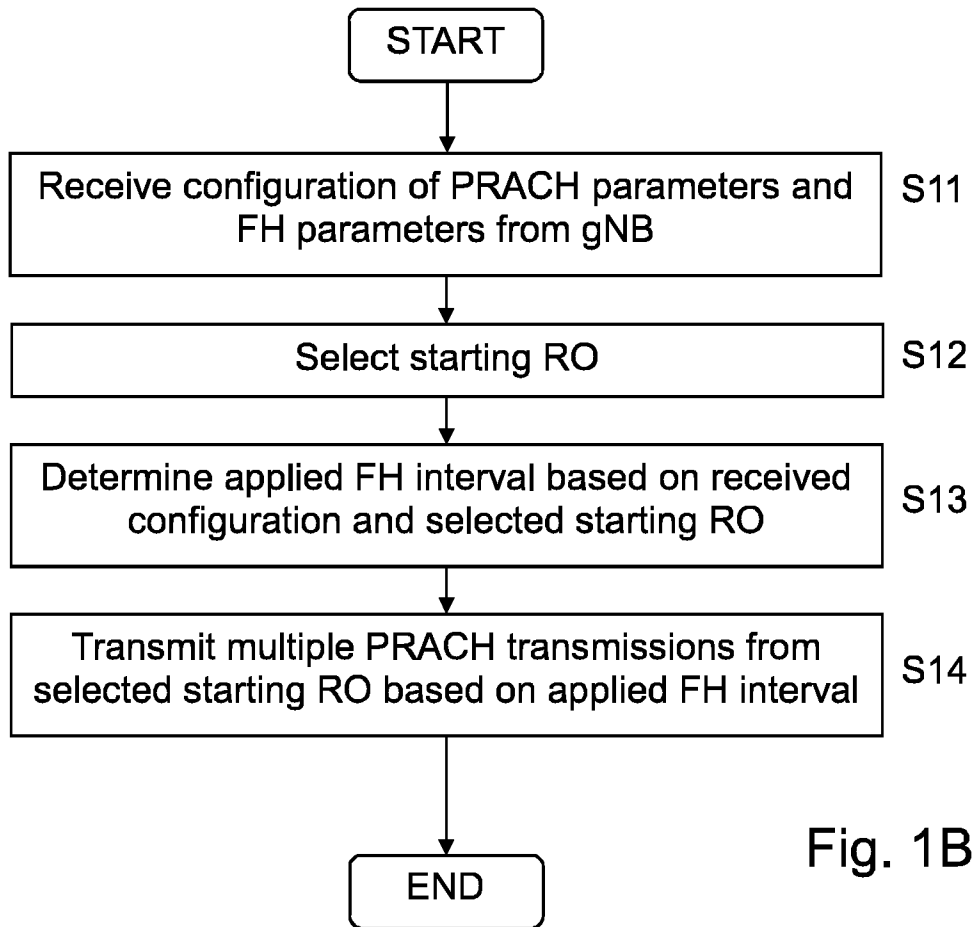 START
Receive configuration of PRACH parameters and
FH parameters from gNB
S11
Select starting RO
S12
Determine applied FH interval based on received
configuration and selected starting RO
S13
Transmit multiple PRACH transmissions from
selected starting RO based on applied FH interval
S14
END
Fig. 1B